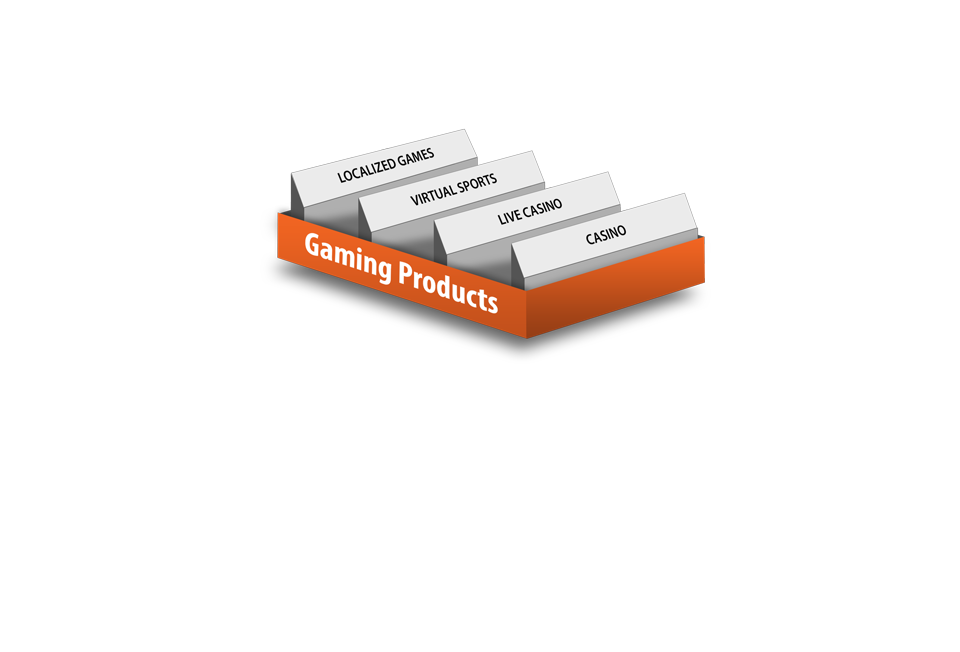 LOCALIZED GAMES
VIRTUAL SPORTS
LIVE CASINO
CASINO
Gaming Products